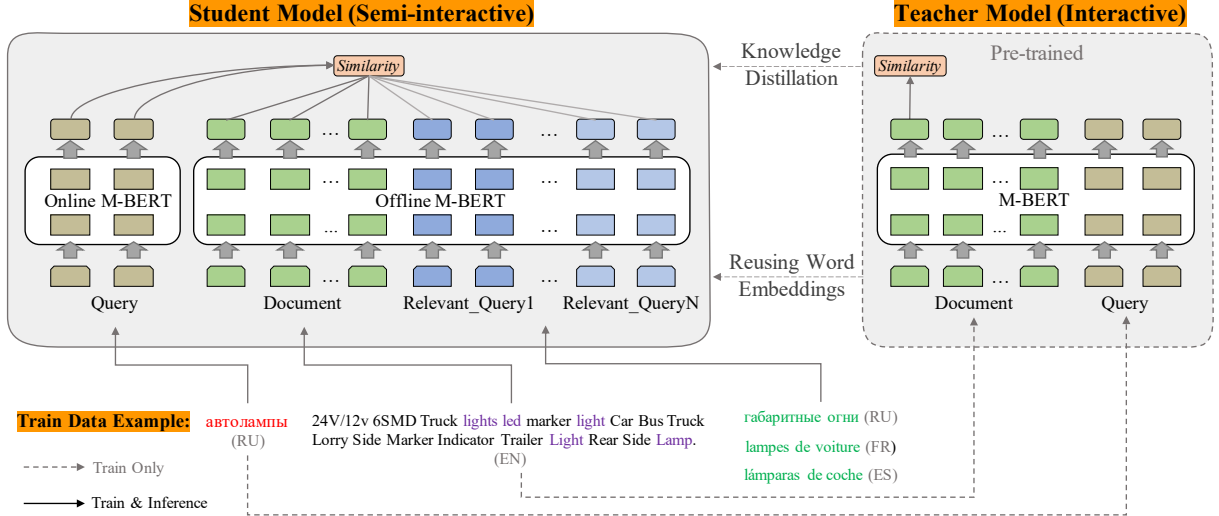 Student Model (Semi-interactive)
Teacher Model (Interactive)
Similarity
Knowledge
Distillation
Pre-trained
Similarity
...
...
...
Online M-BERT
Offline M-BERT
...
...
...
...
M-BERT
...
...
...
...
Reusing Word
Embeddings
Query
Document
Relevant_Query1
Relevant_QueryN
Document
Query
Train Data Example:
автолампы
(RU)
24V/12v 6SMD Truck lights led marker light Car Bus Truck
Lorry Side Marker Indicator Trailer Light Rear Side Lamp.
(EN)
габаритные огни (RU)
lampes de voiture (FR)
lámparas de coche (ES)
Train Only
Train & Inference